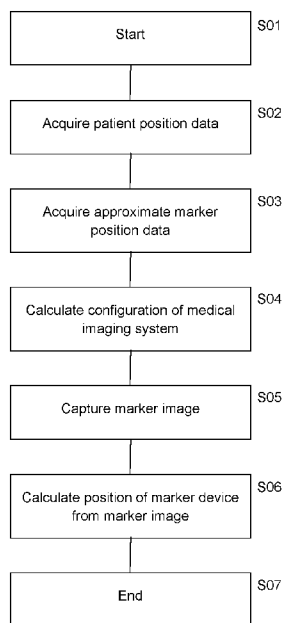 Start
S01
Acquire patient position data
S02
Acquire approximate marker
position data
S03
Calculate configuration of medical
imaging system
S04
Capture marker image
S05
Calculate position of marker device
from marker image
S06
End
S07